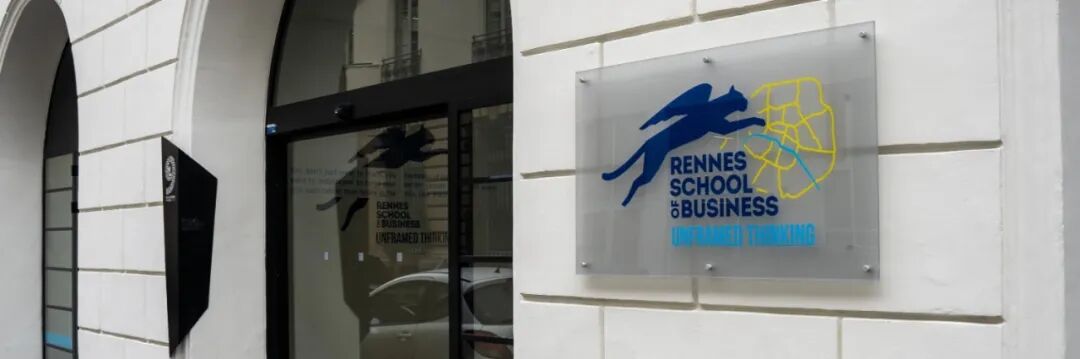 RENNES
SCHOOL
OF BUSINESS
UNFRAMED THINKING
RENNES
SCHOOL
OF BUSINESS
UNFRAMED THINKING